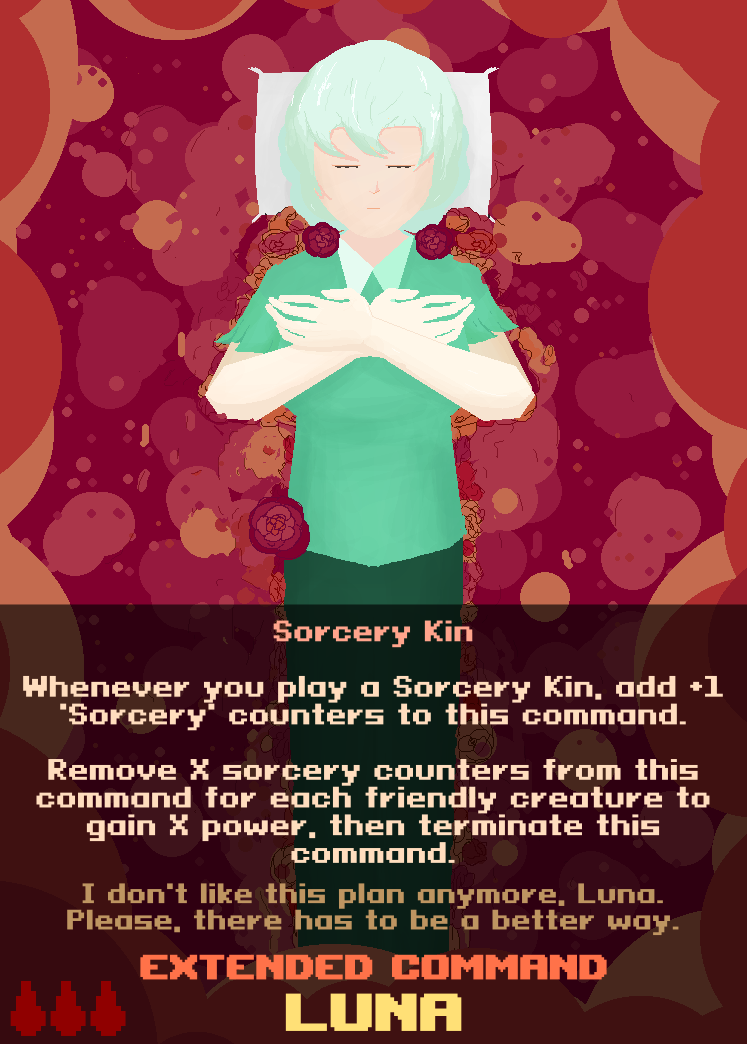 Sorcery Kin
Whenever you play a Sorcery Kin, add +1
'Sorcery' counters to this command.
Remove X sorcery counters from this
command for each friendly creature to
gain X power, then terminate this
command.
I don't like this plan anymore, Luna.
Please, there has to be a better way.
EXTENDED COMMAND
LUNA